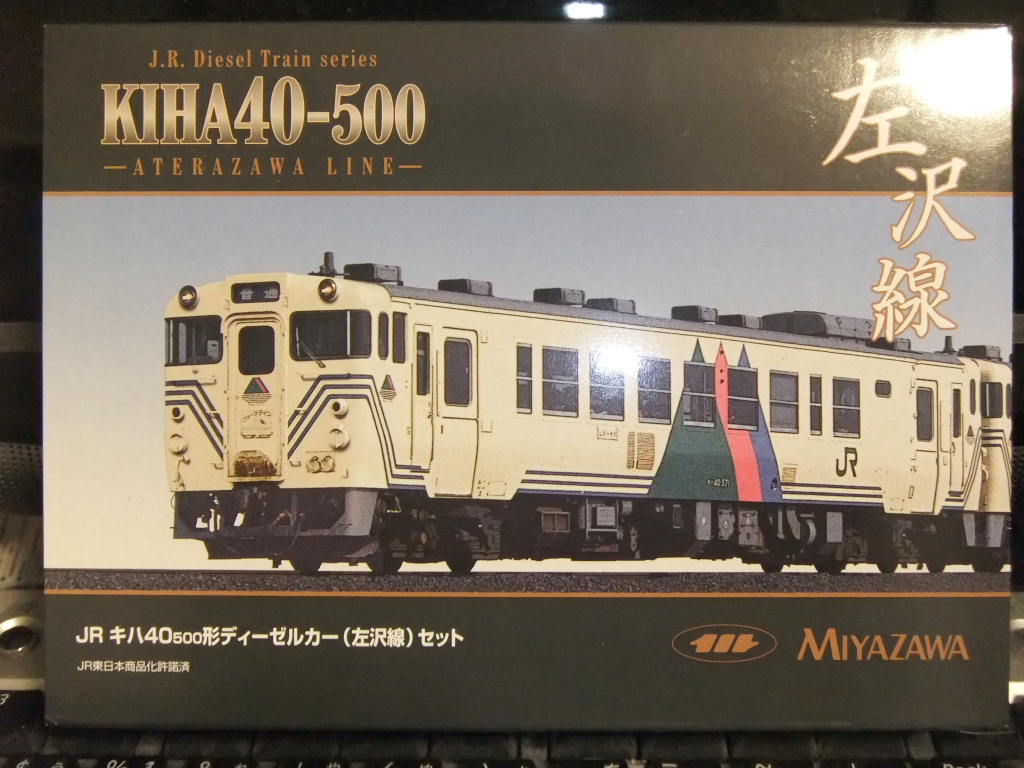 J.R. Diesel Train series
KIHA40-500
ATERAZAWA LINE
左沢線
普通
JR
40 571
JR キハ40500形ディーゼルカー(左沢線)セット
JR東日本商品化許諾済
MIYAZAWA